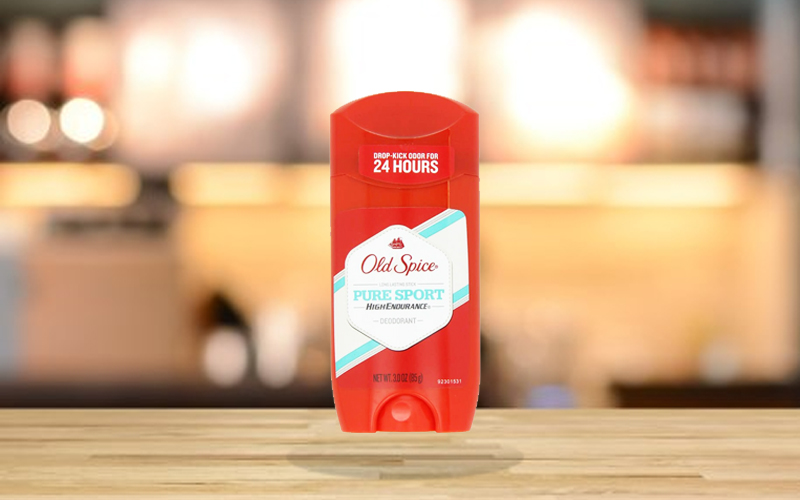 DROP-KICK ODOR FOR
24 HOURS
Old Spice
PURE SPORT
HIGH ENDURANCE
DEODORANT
NET WT. 3.0 OZ (85 g)
92301531